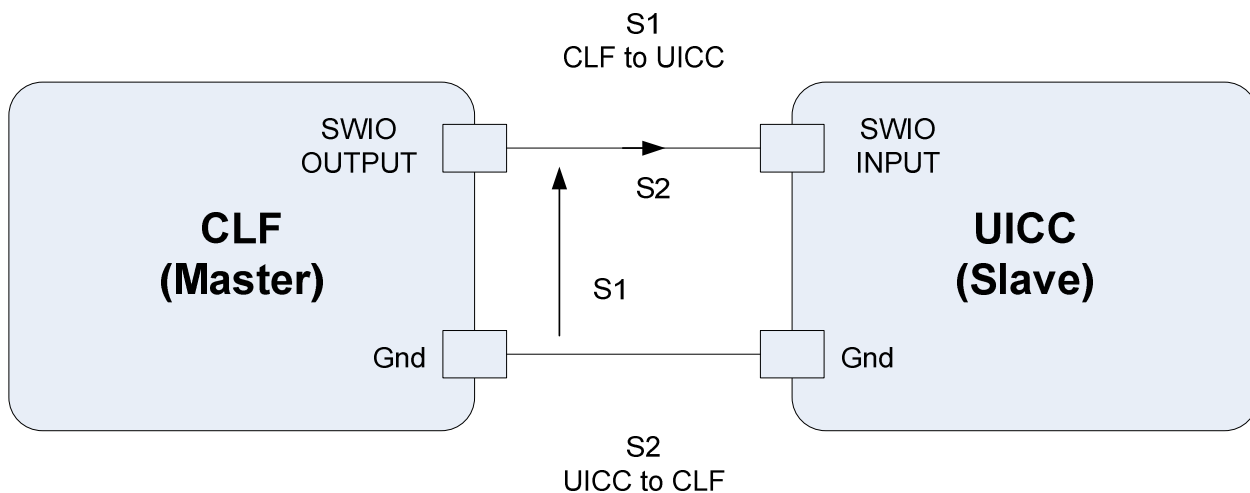 S1
CLF to UICC
SWIO
OUTPUT
SWIO
INPUT
S2
CLF
(Master)
UICC
(Slave)
S1
Gnd
Gnd
S2
UICC to CLF